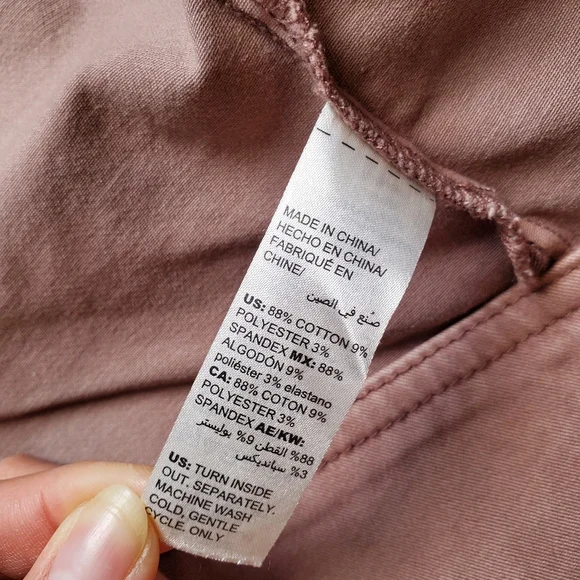 MADE IN CHINA/
HECHO EN CHINA/
FABRIQUÉ EN
CHINE/
صُنع في الصين
US: 88% COTTON 9%
POLYESTER 3%
SPANDEX MX: 88%
ALGODÓN 9%
poliéster 3% elastano
CA: 88% COTON 9%
POLYESTER 3%
SPANDEX AE/KW:
88% القطن 9% بوليستر
3% سباندیکس
US: TURN INSIDE
OUT. SEPARATELY.
MACHINE WASH
COLD, GENTLE
CYCLE. ONLY